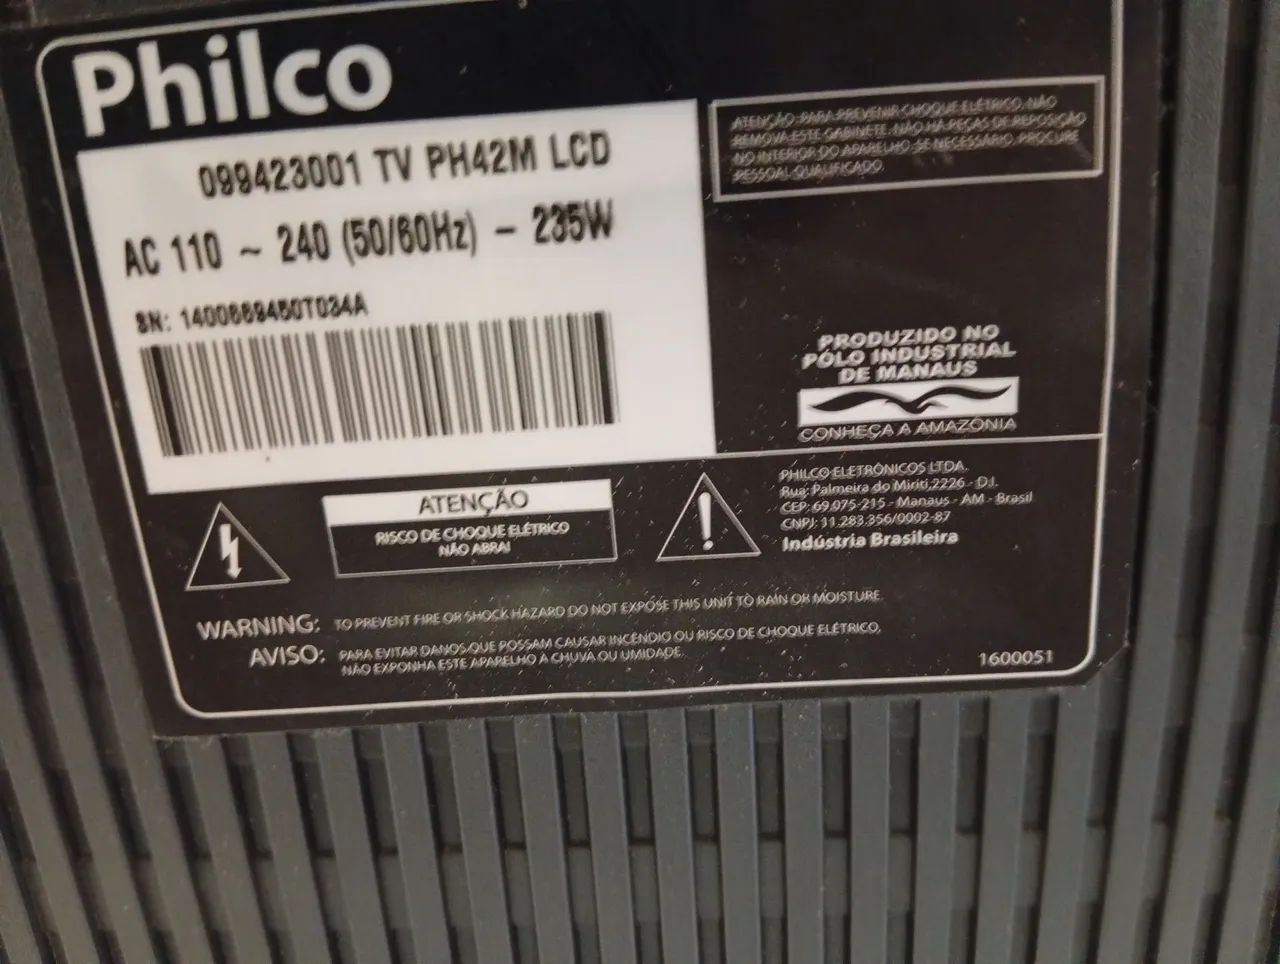 Philco
099423001 TV PH42M LCD
AC 110 ~ 240 (50/60Hz) - 235W
SN: 1400669450T034A
ATENÇÃO: PARA PREVENIR CHOQUE ELÉTRICO, NÃO
REMOVA ESTE GABINETE. NÃO HÁ PEÇAS DE REPOSIÇÃO
NO INTERIOR DO APARELHO. SE NECESSÁRIO, PROCURE
PESSOAL QUALIFICADO.
PRODUZIDO NO
PÓLO INDUSTRIAL
DE MANAUS
CONHEÇA A AMAZÔNIA
ATENÇÃO
RISCO DE CHOQUE ELÉTRICO
NÃO ABRA!
PHILCO ELETRÔNICOS LTDA.
Rua: Palmeira do Miriti,2226 - D.I.
CEP: 69.075-215 - Manaus - AM - Brasil
CNPJ: 11.283.356/0002-87
Indústria Brasileira
WARNING: TO PREVENT FIRE OR SHOCK HAZARD DO NOT EXPOSE THIS UNIT TO RAIN OR MOISTURE.
AVISO: PARA EVITAR DANOS,QUE POSSAM CAUSAR INCÊNDIO OU RISCO DE CHOQUE ELÉTRICO,
NÃO EXPONHA ESTE APARELHO A CHUVA OU UMIDADE.
1600051